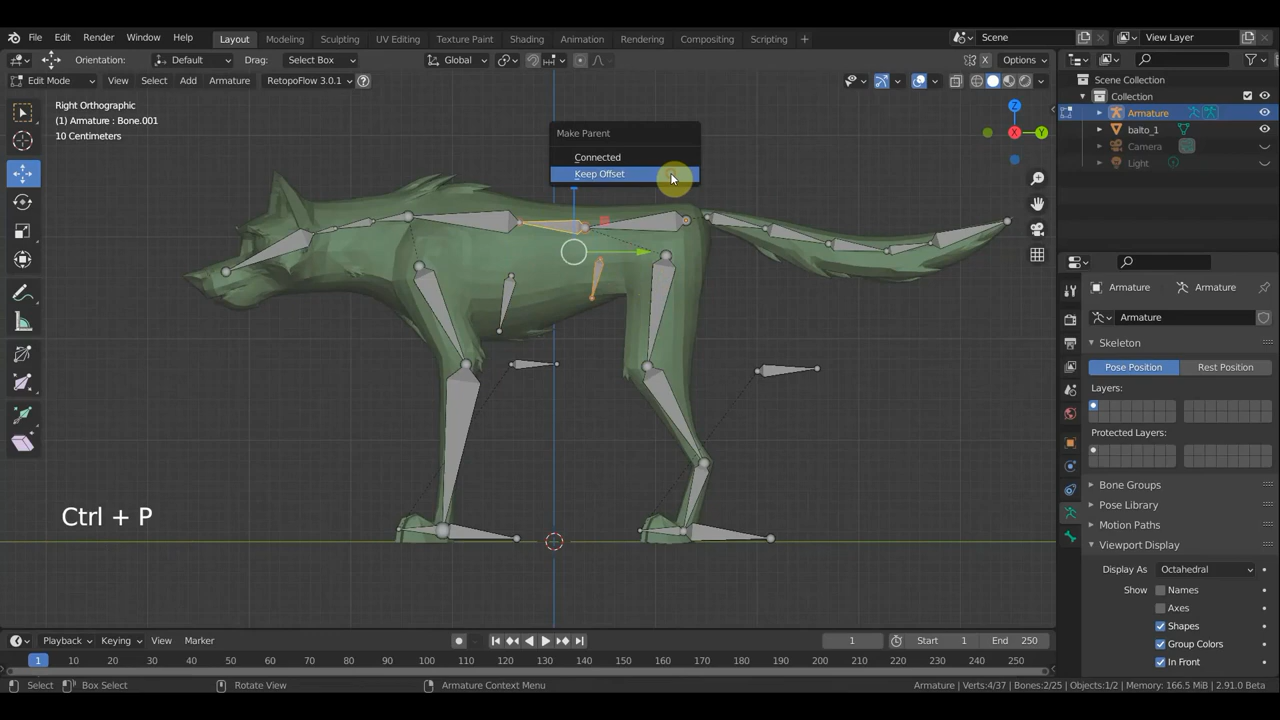 File Edit Render Window Help Layout Modeling Sculpting UV Editing Texture Paint Shading Animation Rendering Compositing Scripting + Scene View Layer
Orientation: Default Drag: Select Box Global Options
Edit Mode View Select Add Armature RetopoFlow 3.0.1
Scene Collection
Collection
Armature
balto_1
Camera
Light
Right Orthographic
(1) Armature : Bone.001
10 Centimeters
Z
Y
X
Make Parent
Connected
Keep Offset
Ctrl + P
Armature Armature
Armature
Skeleton
Pose Position Rest Position
Layers:
Protected Layers:
Bone Groups
Pose Library
Motion Paths
Viewport Display
Display As Octahedral
Show Names
Axes
Shapes
Group Colors
In Front
Playback Keying View Marker 1 Start 1 End 250
1 10 20 30 40 50 60 70 80 90 100 110 120 130 140 150 160 170 180 190 200 210 220 230 240 250
Select Box Select Rotate View Armature Context Menu Armature | Verts:4/37 | Bones:2/25 | Objects:1/2 | Memory: 166.5 MiB | 2.91.0 Beta